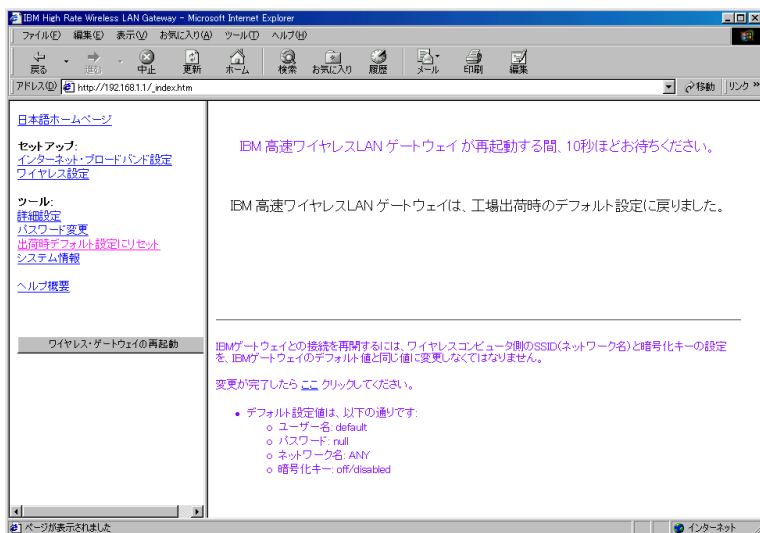 IBM High Rate Wireless LAN Gateway - Microsoft Internet Explorer
ファイル(F) 編集(E) 表示(V) お気に入り(A) ツール(T) ヘルプ(H)
戻る 進む 中止 更新 ホーム 検索 お気に入り 履歴 メール 印刷 編集
アドレス(D) http://192.168.1.1/_index.htm 移動 リンク »
日本語ホームページ
セットアップ:
インターネット・ブロードバンド設定
ワイヤレス設定
ツール:
詳細設定
パスワード変更
出荷時デフォルト設定にリセット
システム情報
ヘルプ概要
ワイヤレス・ゲートウェイの再起動
IBM 高速ワイヤレスLAN ゲートウェイ が再起動する間、10秒ほどお待ちください。
IBM 高速ワイヤレスLAN ゲートウェイは、工場出荷時のデフォルト設定に戻りました。
IBMゲートウェイとの接続を再開するには、ワイヤレスコンピュータ側のSSID(ネットワーク名)と暗号化キーの設定
を、IBMゲートウェイのデフォルト値と同じ値に変更しなくてはなりません。
変更が完了したら ここ クリックしてください。
デフォルト設定値は、以下の通りです:
ユーザー名: default
パスワード: null
ネットワーク名: ANY
暗号化キー: off/disabled
ページが表示されました
インターネット